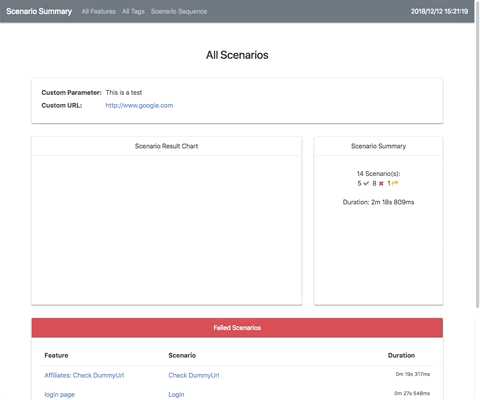 Scenario Summary All Features All Tags Scenario Sequence 2018/12/12 15:21:19
All Scenarios
Custom Parameter: This is a test
Custom URL: http://www.google.com
Scenario Result Chart
Scenario Summary
14 Scenario(s):
5 ✔ 8 ✖ 1
Duration: 2m 18s 809ms
Failed Scenarios
Feature Scenario Duration
Affiliates: Check DummyUrl Check DummyUrl 0m 19s 317ms
login page Login 0m 27s 548ms